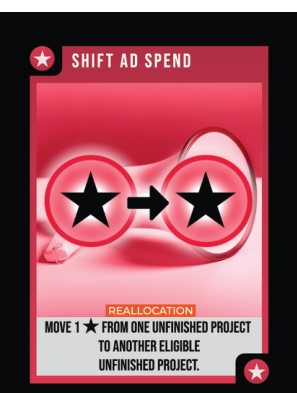 SHIFT AD SPEND
REALLOCATION
MOVE 1 ★ FROM ONE UNFINISHED PROJECT
TO ANOTHER ELIGIBLE
UNFINISHED PROJECT.